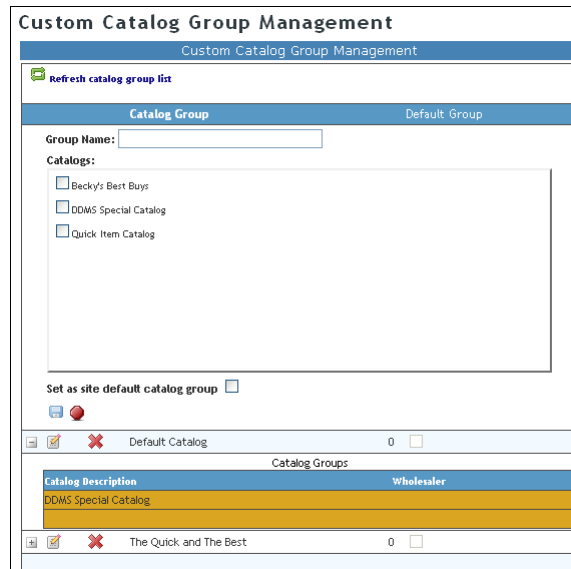 Custom Catalog Group Management
Custom Catalog Group Management
Refresh catalog group list
Catalog Group Default Group
Group Name:
Catalogs:
Becky's Best Buys
DDMS Special Catalog
Quick Item Catalog
Set as site default catalog group
Default Catalog 0
Catalog Groups
Catalog Description Wholesaler
DDMS Special Catalog
The Quick and The Best 0